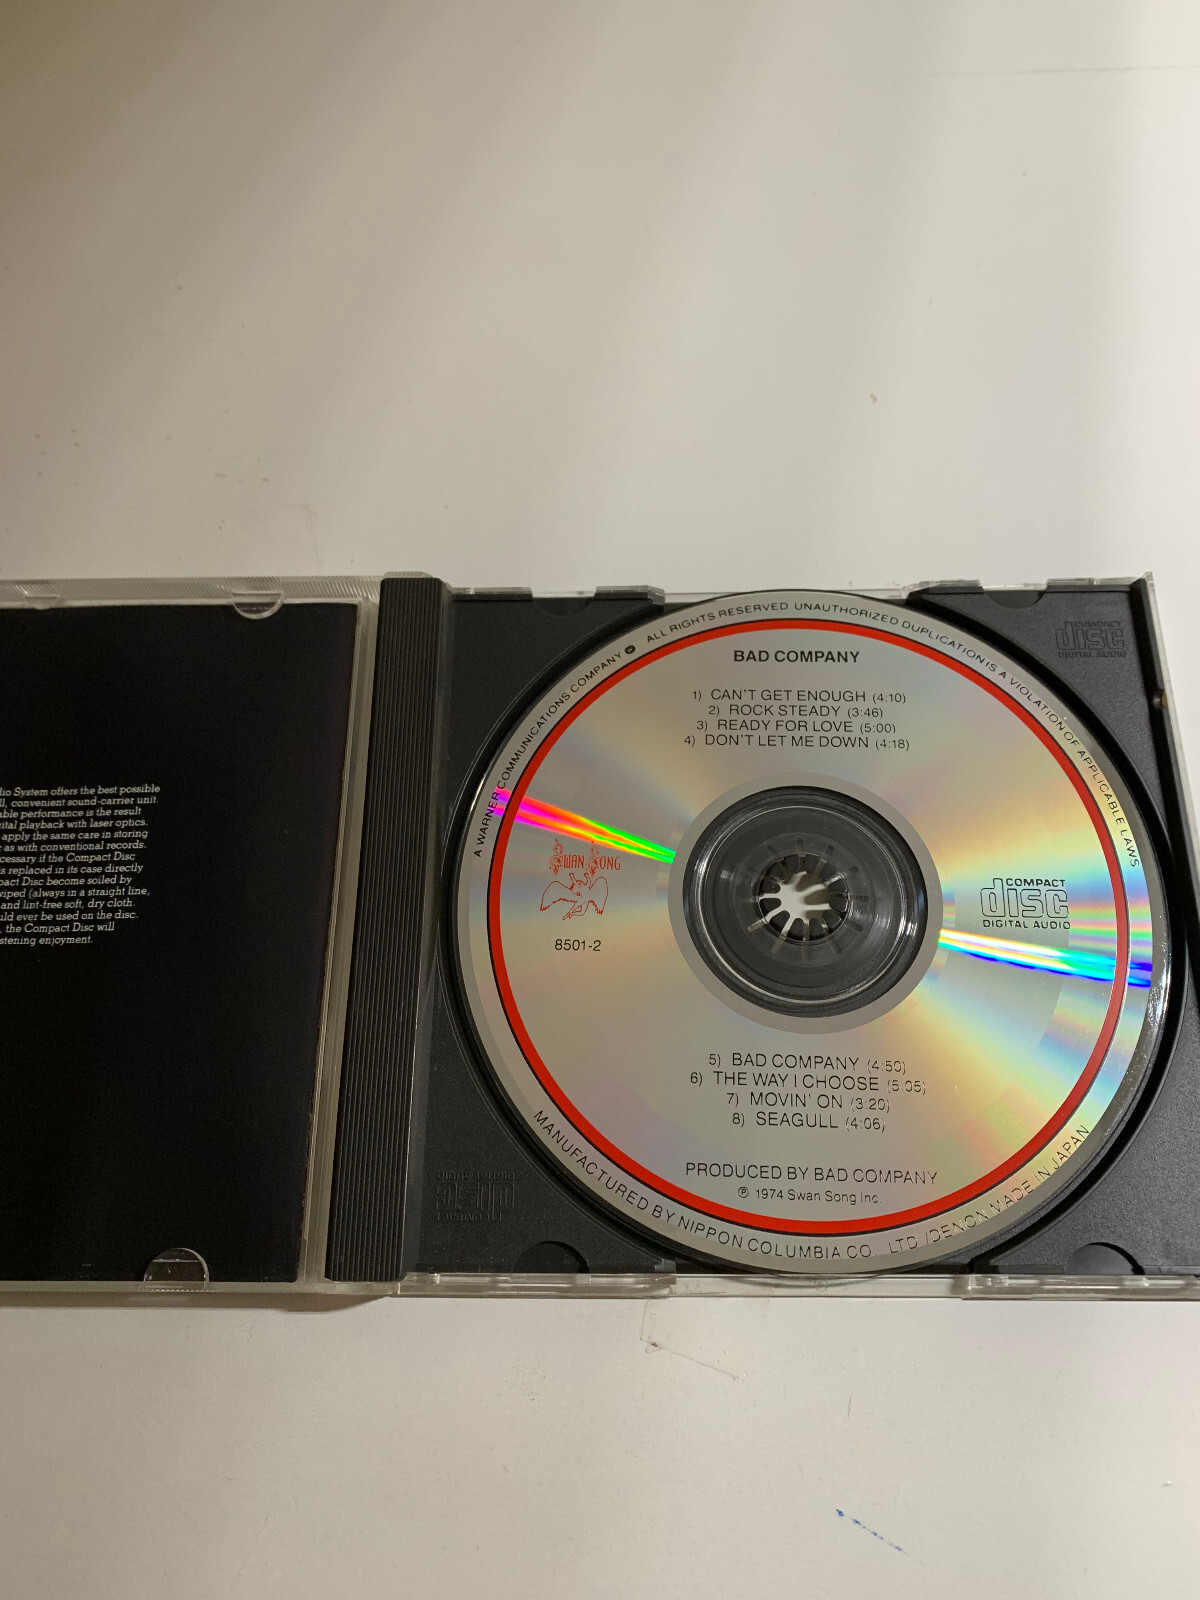 dio System offers the best possible
ll, convenient sound-carrier unit.
able performance is the result
gital playback with laser optics.
apply the same care in storing
as with conventional records.
cessary if the Compact Disc
is replaced in its case directly
pact Disc become soiled by
wiped (always in a straight line,
and lint-free soft, dry cloth.
uld ever be used on the disc.
, the Compact Disc will
stening enjoyment.
A WARNER COMMUNICATIONS COMPANY ALL RIGHTS RESERVED UNAUTHORIZED DUPLICATION IS A VIOLATION OF APPLICABLE LAWS
BAD COMPANY
1) CAN'T GET ENOUGH (4:10)
2) ROCK STEADY (3:46)
3) READY FOR LOVE (5:00)
4) DON'T LET ME DOWN (4:18)
SWAN SONG
8501-2
COMPACT
disc
DIGITAL AUDIO
5) BAD COMPANY (4:50)
6) THE WAY I CHOOSE (5:05)
7) MOVIN' ON (3:20)
8) SEAGULL (4:06)
PRODUCED BY BAD COMPANY
℗ 1974 Swan Song Inc.
MANUFACTURED BY NIPPON COLUMBIA CO., LTD./DENON MADE IN JAPAN
COMPACT
disc
DIGITAL AUDIO
COMPACT
disc
DIGITAL AUDIO